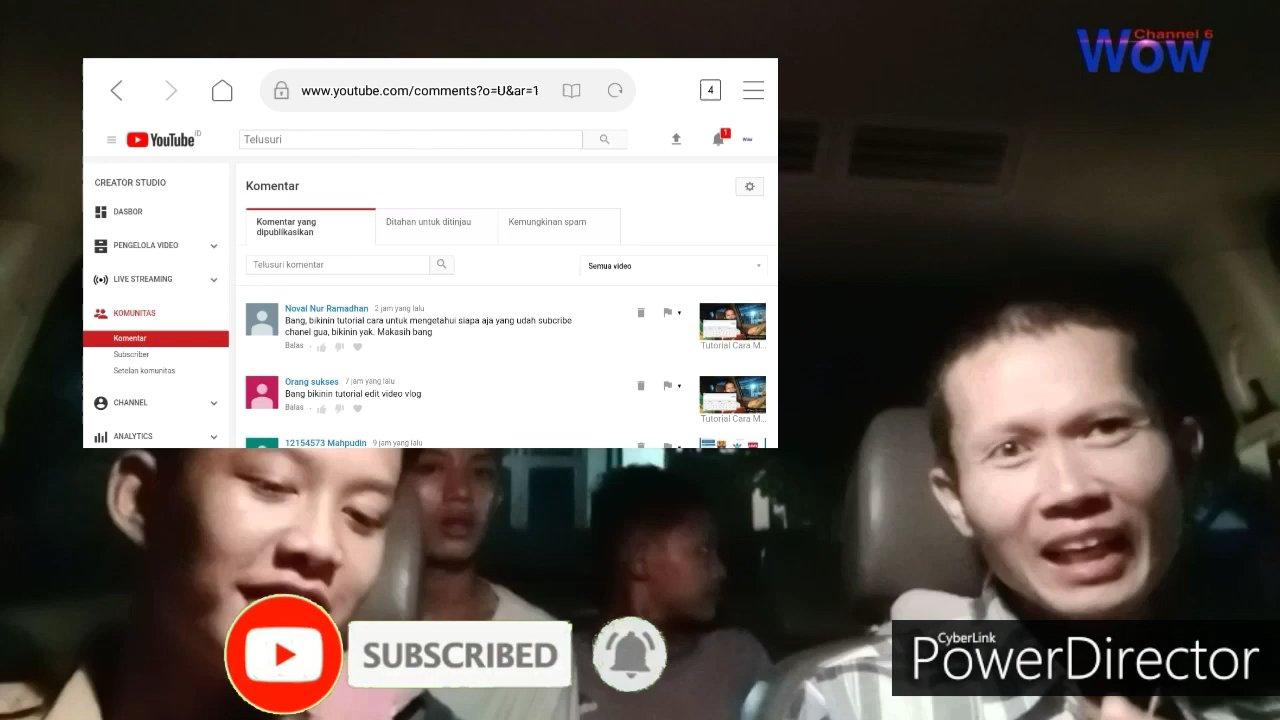 Channel 6
Wow
www.youtube.com/comments?o=U&ar=1
4
YouTube ID
Telusuri
1
Wow
CREATOR STUDIO
DASBOR
PENGELOLA VIDEO
LIVE STREAMING
KOMUNITAS
Komentar
Subscriber
Setelan komunitas
CHANNEL
ANALYTICS
Komentar
Komentar yang
dipublikasikan
Ditahan untuk ditinjau
Kemungkinan spam
Telusuri komentar
Semua video
Noval Nur Ramadhan 2 jam yang lalu
Bang, bikinin tutorial cara untuk mengetahui siapa aja yang udah subcribe
chanel gua, bikinin yak. Makasih bang
Balas
Tutorial Cara M...
Orang sukses 7 jam yang lalu
Bang bikinin tutorial edit video vlog
Balas
Tutorial Cara M...
12154573 Mahpudin 9 jam yang lalu
SUBSCRIBED
CyberLink
PowerDirector